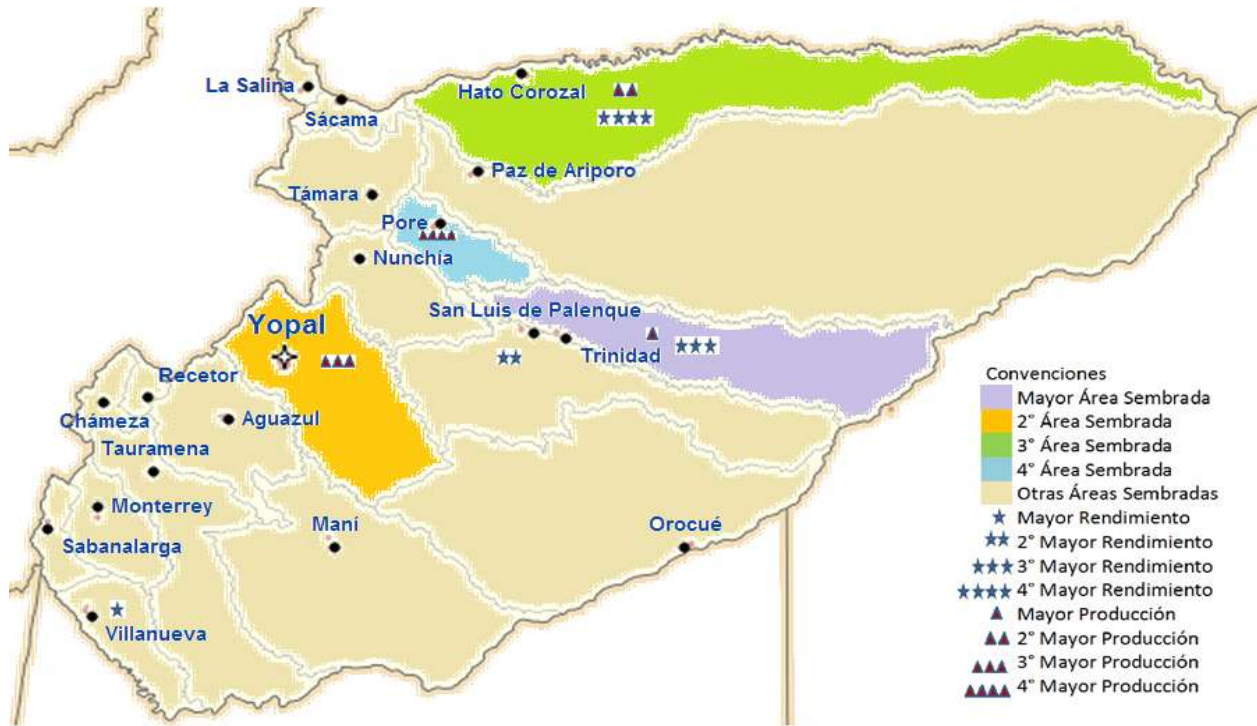 La Salina
Hato Corozal
Sácama
Paz de Ariporo
Támara
Pore
Nunchía
San Luis de Palenque
Yopal
Trinidad
Recetor
Chámeza
Aguazul
Tauramena
Monterrey
Maní
Orocué
Sabanalarga
Villanueva
Convenciones
Mayor Área Sembrada
2° Área Sembrada
3° Área Sembrada
4° Área Sembrada
Otras Áreas Sembradas
Mayor Rendimiento
2° Mayor Rendimiento
3° Mayor Rendimiento
4° Mayor Rendimiento
Mayor Producción
2° Mayor Producción
3° Mayor Producción
4° Mayor Producción